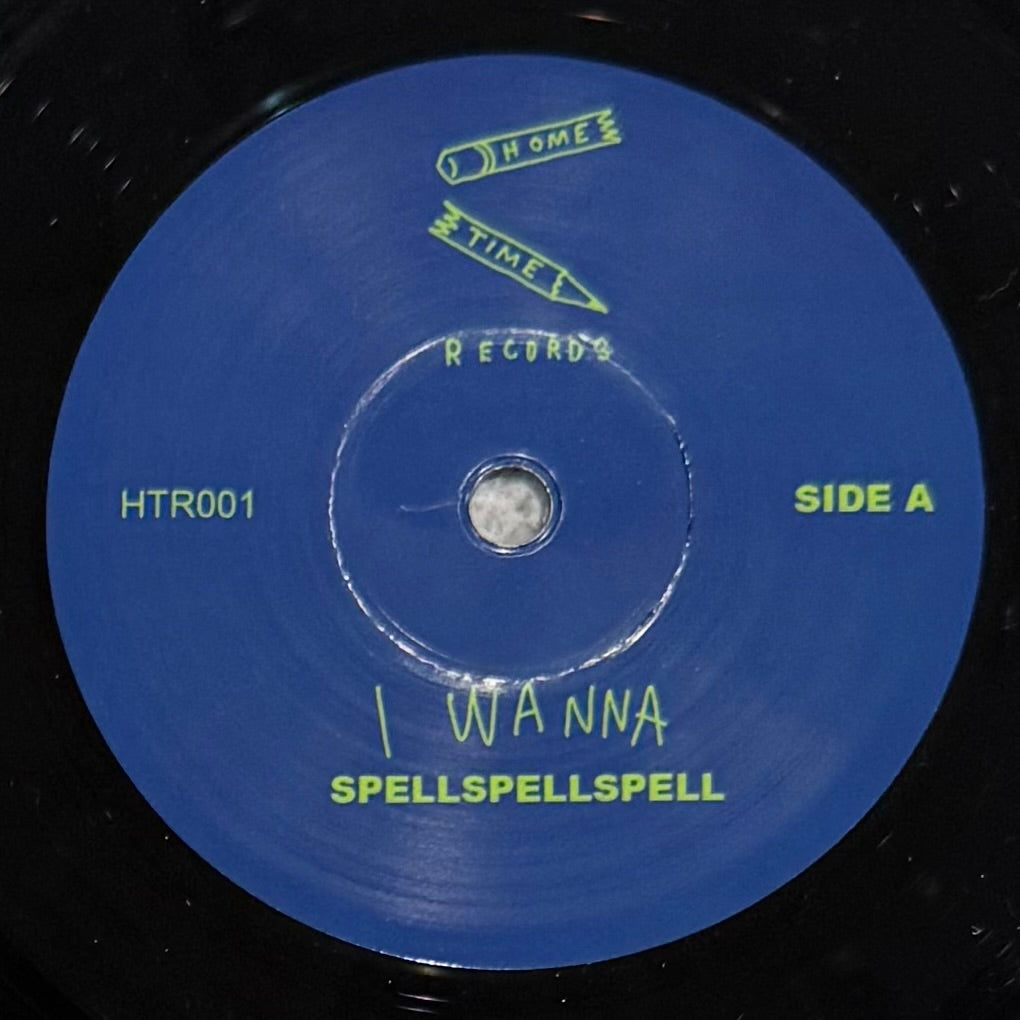 HOME
TIME
RECORDS
HTR001
SIDE A
I WANNA
SPELLSPELLSPELL